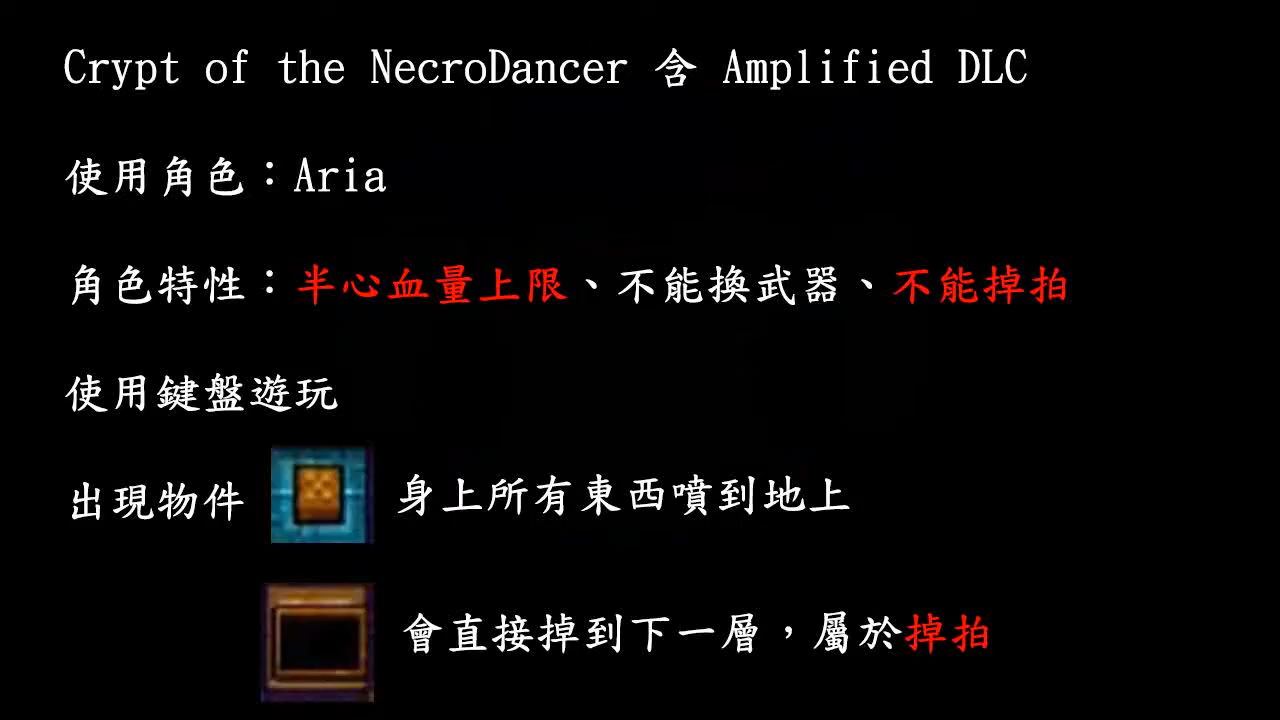 Crypt of the NecroDancer 含 Amplified DLC
使用角色：Aria
角色特性：半心血量上限、不能換武器、不能掉拍
使用鍵盤遊玩
出現物件 身上所有東西噴到地上
會直接掉到下一層，屬於掉拍